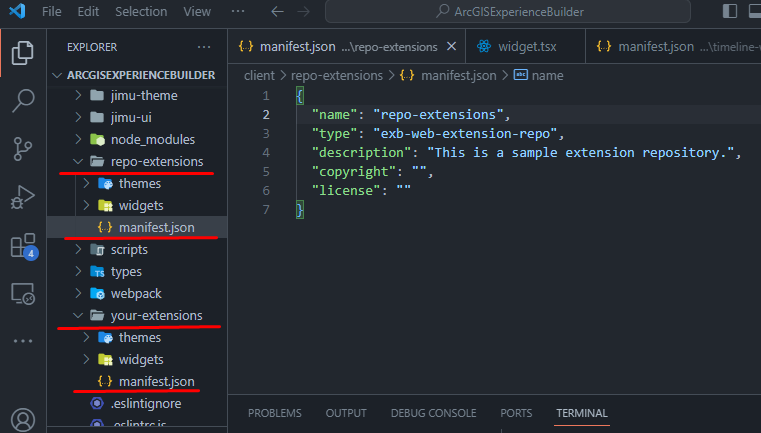 File Edit Selection View Go ··· ArcGISExperienceBuilder
EXPLORER ···
ARCGISEXPERIENCEBUILDER
jimu-theme
jimu-ui
node_modules
repo-extensions
themes
widgets
manifest.json
scripts
types
webpack
your-extensions
themes
widgets
manifest.json
.eslintignore
.eslintrc.js
4
manifest.json ...\repo-extensions
widget.tsx
manifest.json ...\timeline-w
client > repo-extensions > manifest.json > name
1 {
2 "name": "repo-extensions",
3 "type": "exb-web-extension-repo",
4 "description": "This is a sample extension repository.",
5 "copyright": "",
6 "license": ""
7 }
PROBLEMS OUTPUT DEBUG CONSOLE PORTS TERMINAL